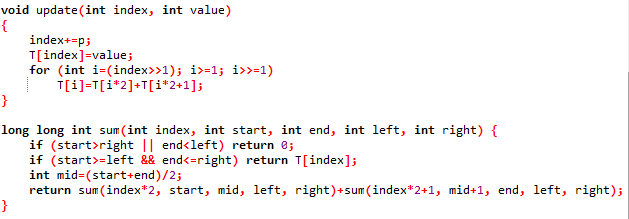 void update(int index, int value)
{
    index+=p;
    T[index]=value;
    for (int i=(index>>1); i>=1; i>>=1)
        T[i]=T[i*2]+T[i*2+1];
}

long long int sum(int index, int start, int end, int left, int right) {
    if (start>right || end<left) return 0;
    if (start>=left && end<=right) return T[index];
    int mid=(start+end)/2;
    return sum(index*2, start, mid, left, right)+sum(index*2+1, mid+1, end, left, right);
}